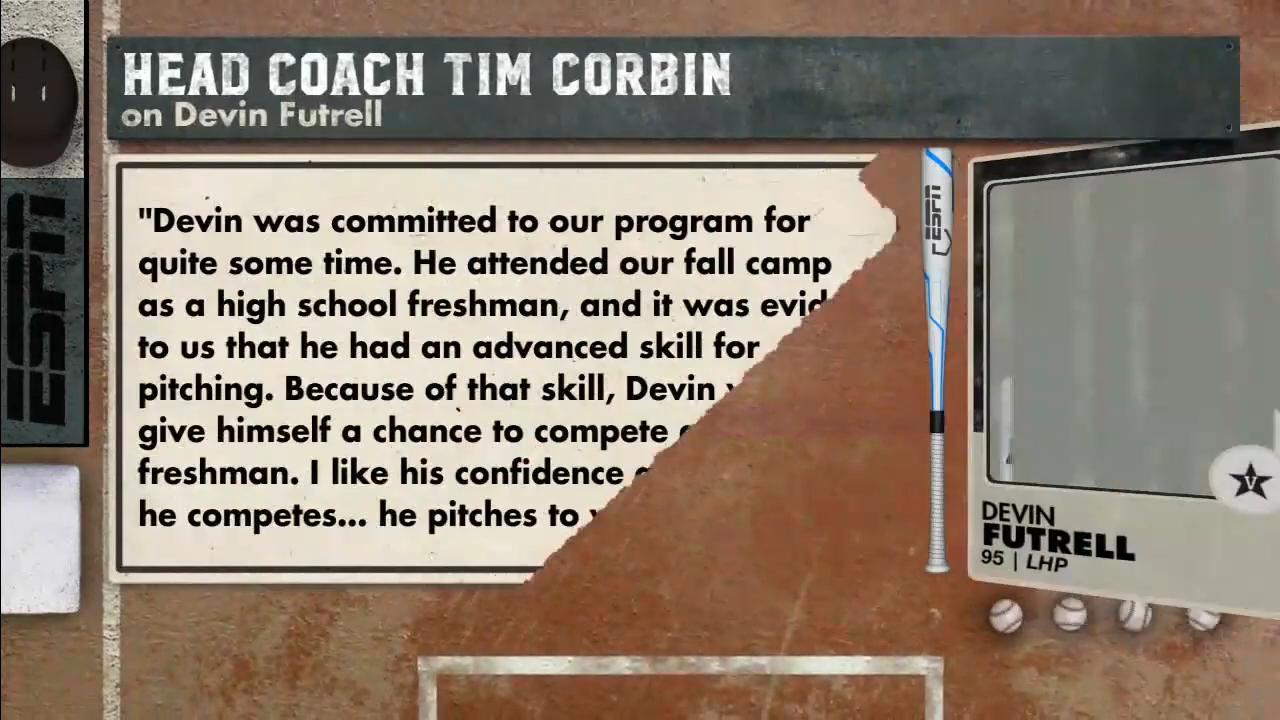 HEAD COACH TIM CORBIN
on Devin Futrell
"Devin was committed to our program for
quite some time. He attended our fall camp
as a high school freshman, and it was
to us that he had an advanced skill for
pitching. Because of that skill, Devin
give himself a chance to compete
freshman. I like his confidence
he competes... he pitches to
ESPN
ESPN
V
DEVIN
FUTRELL
95 | LHP